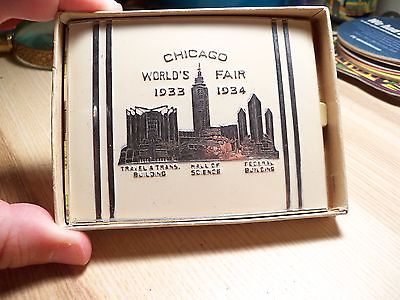 CHICAGO
WORLD'S FAIR
1933 1934
TRAVEL & TRANS. BUILDING
HALL OF SCIENCE
FEDERAL BUILDING